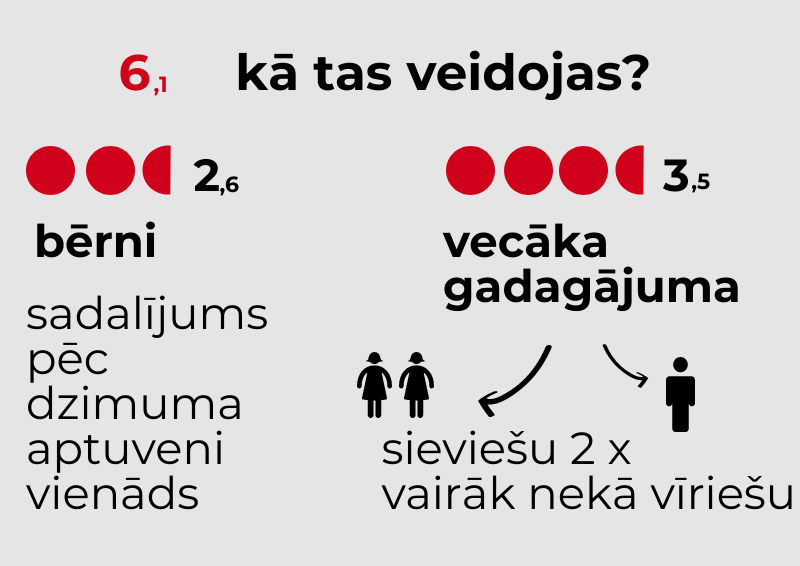 6,1 kā tas veidojas?
2,6
bērni
sadalījums
pēc
dzimuma
aptuveni
vienāds
3,5
vecāka
gadagājuma
sieviešu 2 x
vairāk nekā vīriešu